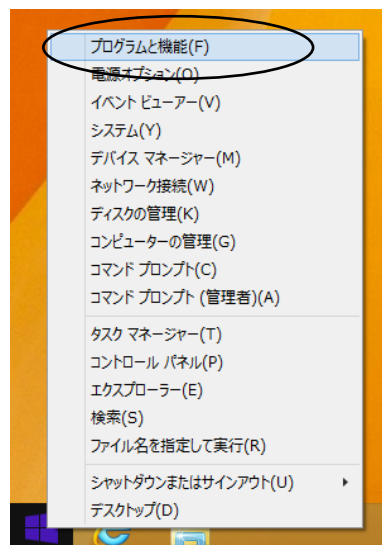 プログラムと機能(F)
電源オプション(O)
イベント ビューアー(V)
システム(Y)
デバイス マネージャー(M)
ネットワーク接続(W)
ディスクの管理(K)
コンピューターの管理(G)
コマンド プロンプト(C)
コマンド プロンプト (管理者)(A)
タスク マネージャー(T)
コントロール パネル(P)
エクスプローラー(E)
検索(S)
ファイル名を指定して実行(R)
シャットダウンまたはサインアウト(U)
デスクトップ(D)